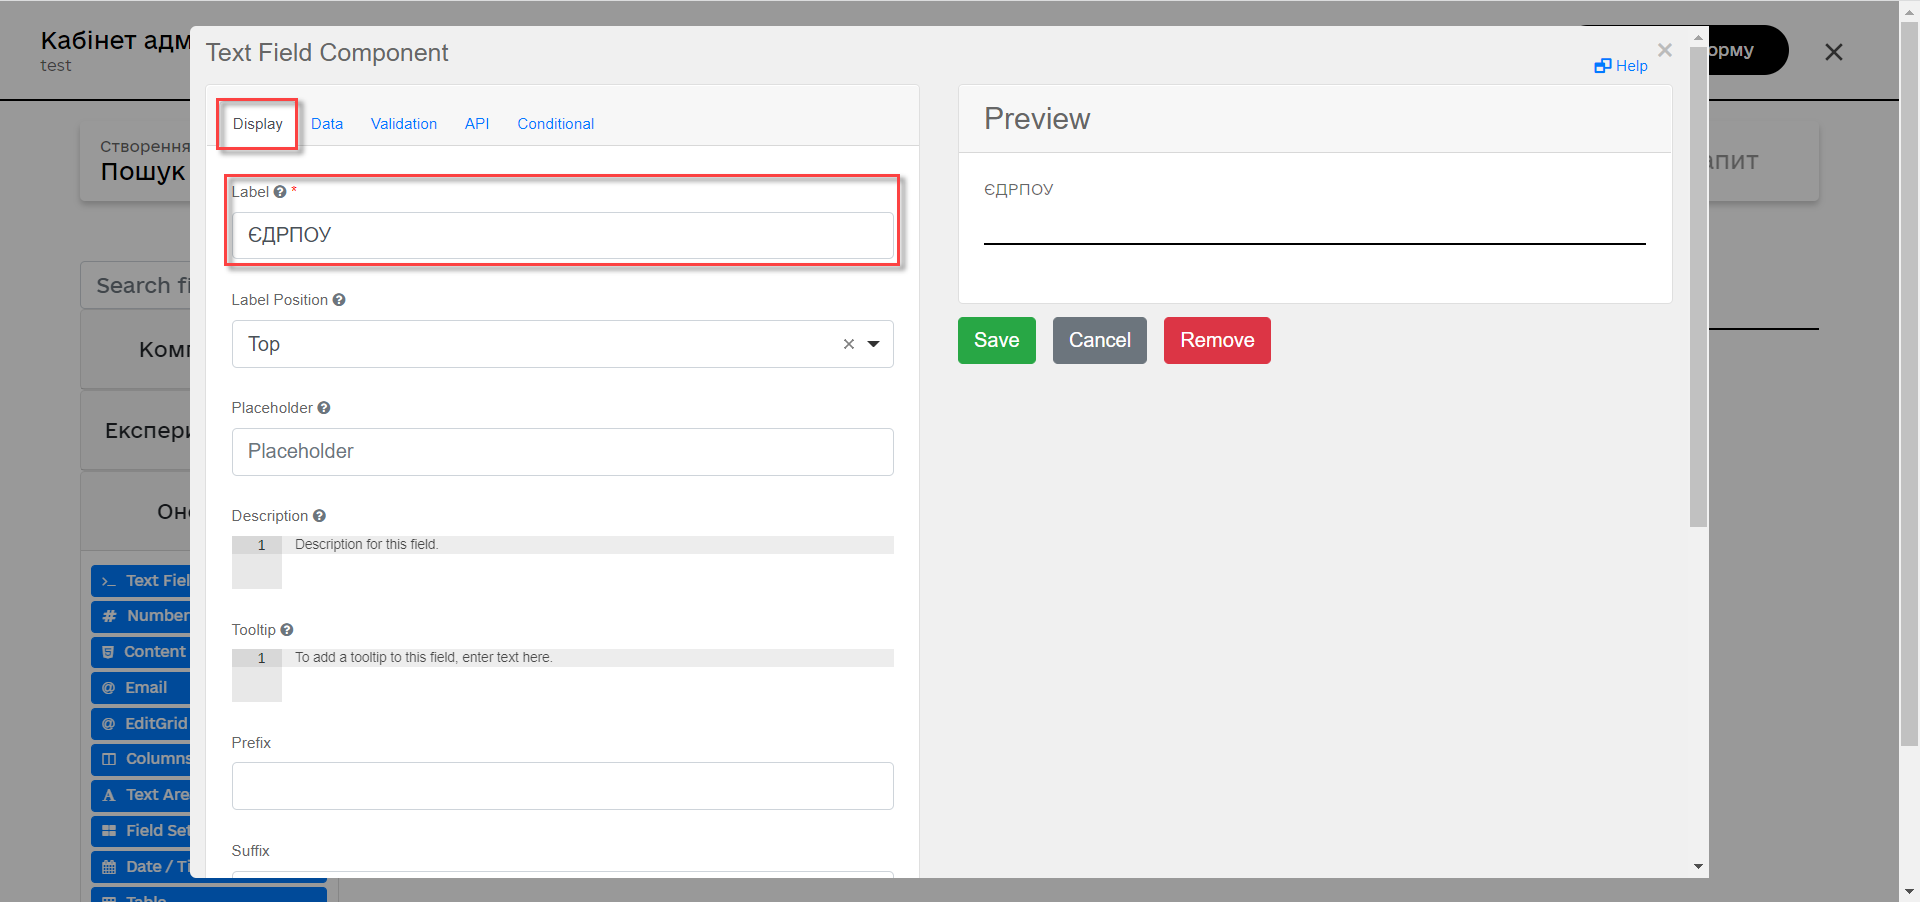 Кабінет адм
test
Text Field Component
Help
орму
Display
Data
Validation
API
Conditional
Label *
ЄДРПОУ
Label Position
Top
Placeholder
Placeholder
Description
1 Description for this field.
Tooltip
1 To add a tooltip to this field, enter text here.
Prefix
Suffix
Preview
ЄДРПОУ
Save
Cancel
Remove
Створення
Пошук
апит
Search fi
Комп
Експери
Он
Text Fiel
Number
Content
Email
EditGrid
Columns
Text Are
Field Set
Date / Ti
Table